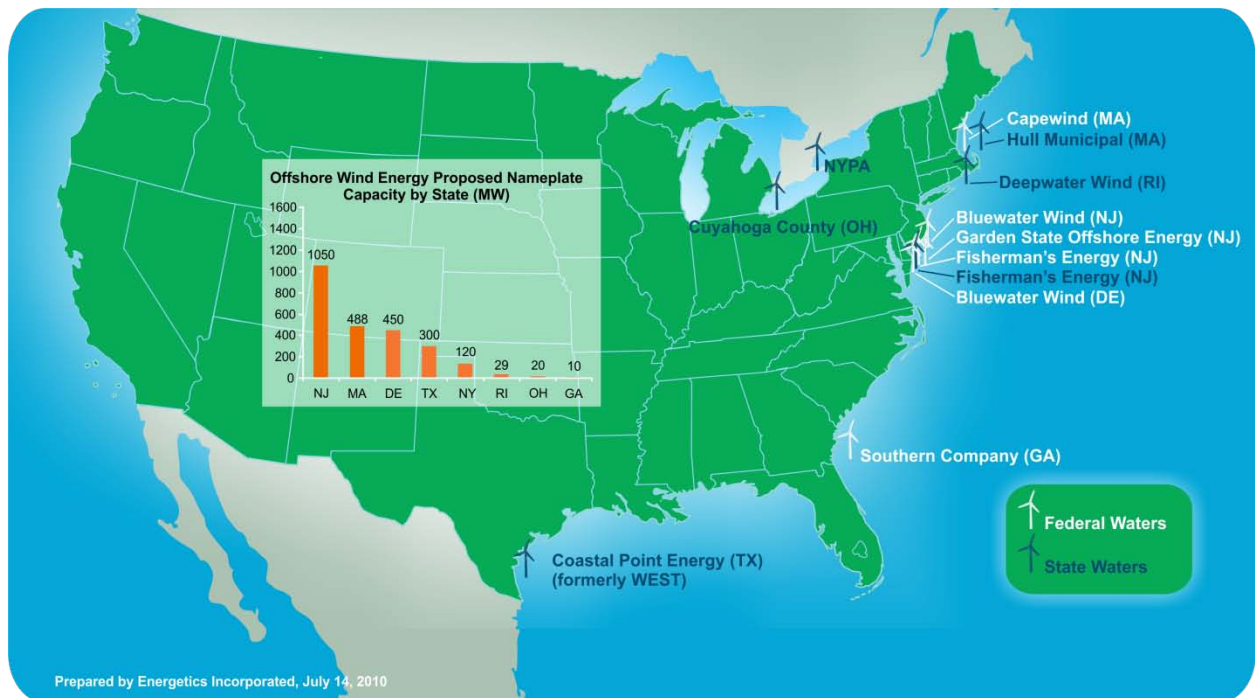 Capewind (MA)
Hull Municipal (MA)
NYPA
Deepwater Wind (RI)
Cuyahoga County (OH)
Offshore Wind Energy Proposed Nameplate
Capacity by State (MW)
1600
1400
1200
1000
800
600
400
200
0
1050
488
450
300
120
29
20
10
NJ MA DE TX NY RI OH GA
Bluewater Wind (NJ)
Garden State Offshore Energy (NJ)
Fisherman's Energy (NJ)
Fisherman's Energy (NJ)
Bluewater Wind (DE)
Southern Company (GA)
Federal Waters
State Waters
Coastal Point Energy (TX)
(formerly WEST)
Prepared by Energetics Incorporated, July 14, 2010